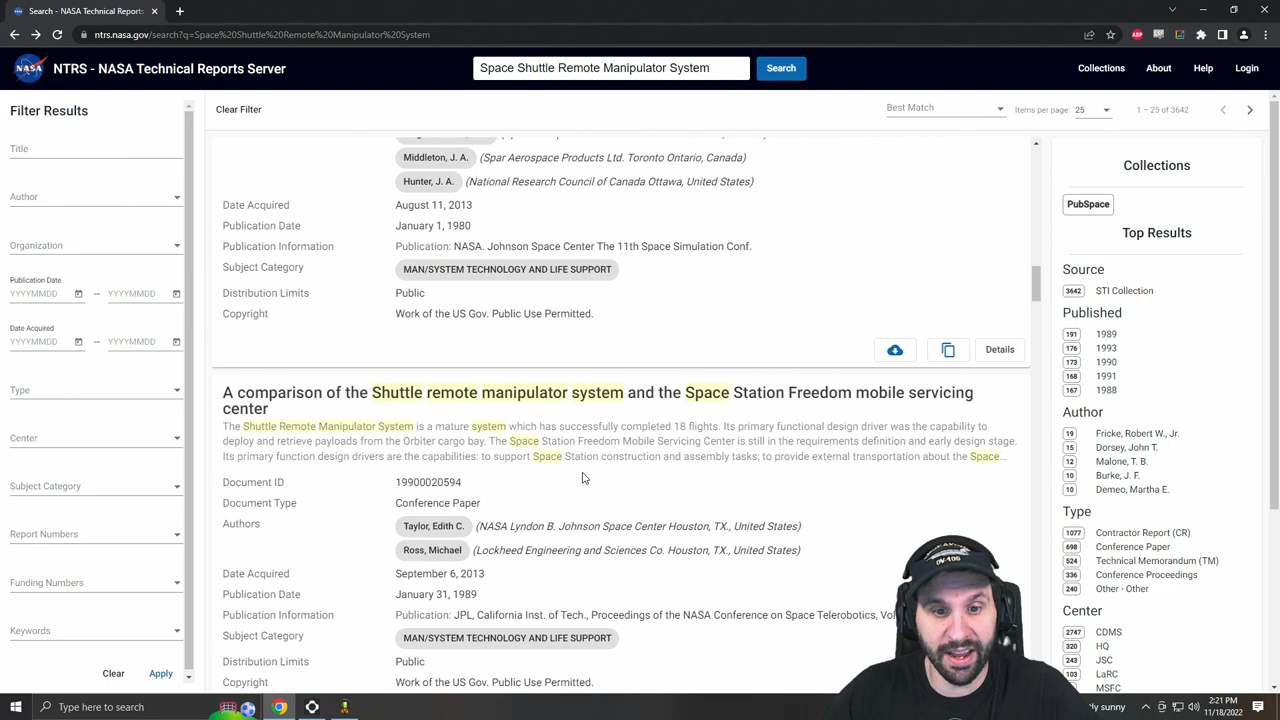 NTRS - NASA Technical Reports Server
ntrs.nasa.gov/search?q=Space%20Shuttle%20Remote%20Manipulator%20System
NTRS - NASA Technical Reports Server
Space Shuttle Remote Manipulator System
Search
Collections
About
Help
Login
Filter Results
Title
Author
Organization
Publication Date
YYYYMMDD — YYYYMMDD
Date Acquired
YYYYMMDD — YYYYMMDD
Type
Center
Subject Category
Report Numbers
Funding Numbers
Keywords
Clear
Apply
Clear Filter
Best Match
Items per page: 25
1 – 25 of 3642
Middleton, J. A. (Spar Aerospace Products Ltd. Toronto Ontario, Canada)
Hunter, J. A. (National Research Council of Canada Ottawa, United States)
Date Acquired August 11, 2013
Publication Date January 1, 1980
Publication Information Publication: NASA. Johnson Space Center The 11th Space Simulation Conf.
Subject Category MAN/SYSTEM TECHNOLOGY AND LIFE SUPPORT
Distribution Limits Public
Copyright Work of the US Gov. Public Use Permitted.
Details
A comparison of the Shuttle remote manipulator system and the Space Station Freedom mobile servicing
center
The Shuttle Remote Manipulator System is a mature system which has successfully completed 18 flights. Its primary functional design driver was the capability to
deploy and retrieve payloads from the Orbiter cargo bay. The Space Station Freedom Mobile Servicing Center is still in the requirements definition and early design stage.
Its primary function design drivers are the capabilities: to support Space Station construction and assembly tasks; to provide external transportation about the Space...
Document ID 19900020594
Document Type Conference Paper
Authors Taylor, Edith C. (NASA Lyndon B. Johnson Space Center Houston, TX., United States)
Ross, Michael (Lockheed Engineering and Sciences Co. Houston, TX., United States)
Date Acquired September 6, 2013
Publication Date January 31, 1989
Publication Information Publication: JPL, California Inst. of Tech., Proceedings of the NASA Conference on Space Telerobotics, Vol
Subject Category MAN/SYSTEM TECHNOLOGY AND LIFE SUPPORT
Distribution Limits Public
Copyright Work of the US Gov. Public Use Permitted.
Collections
PubSpace
Top Results
Source
3642 STI Collection
Published
191 1989
176 1993
173 1990
168 1991
167 1988
Author
19 Fricke, Robert W., Jr.
15 Dorsey, John T.
12 Malone, T. B.
10 Burke, J. F.
10 Demeo, Martha E.
Type
1077 Contractor Report (CR)
698 Conference Paper
524 Technical Memorandum (TM)
336 Conference Proceedings
240 Other - Other
Center
2747 CDMS
320 HQ
243 JSC
103 LaRC
MSFC
OV-105
Type here to search
sunny
2:21 PM
11/18/2022